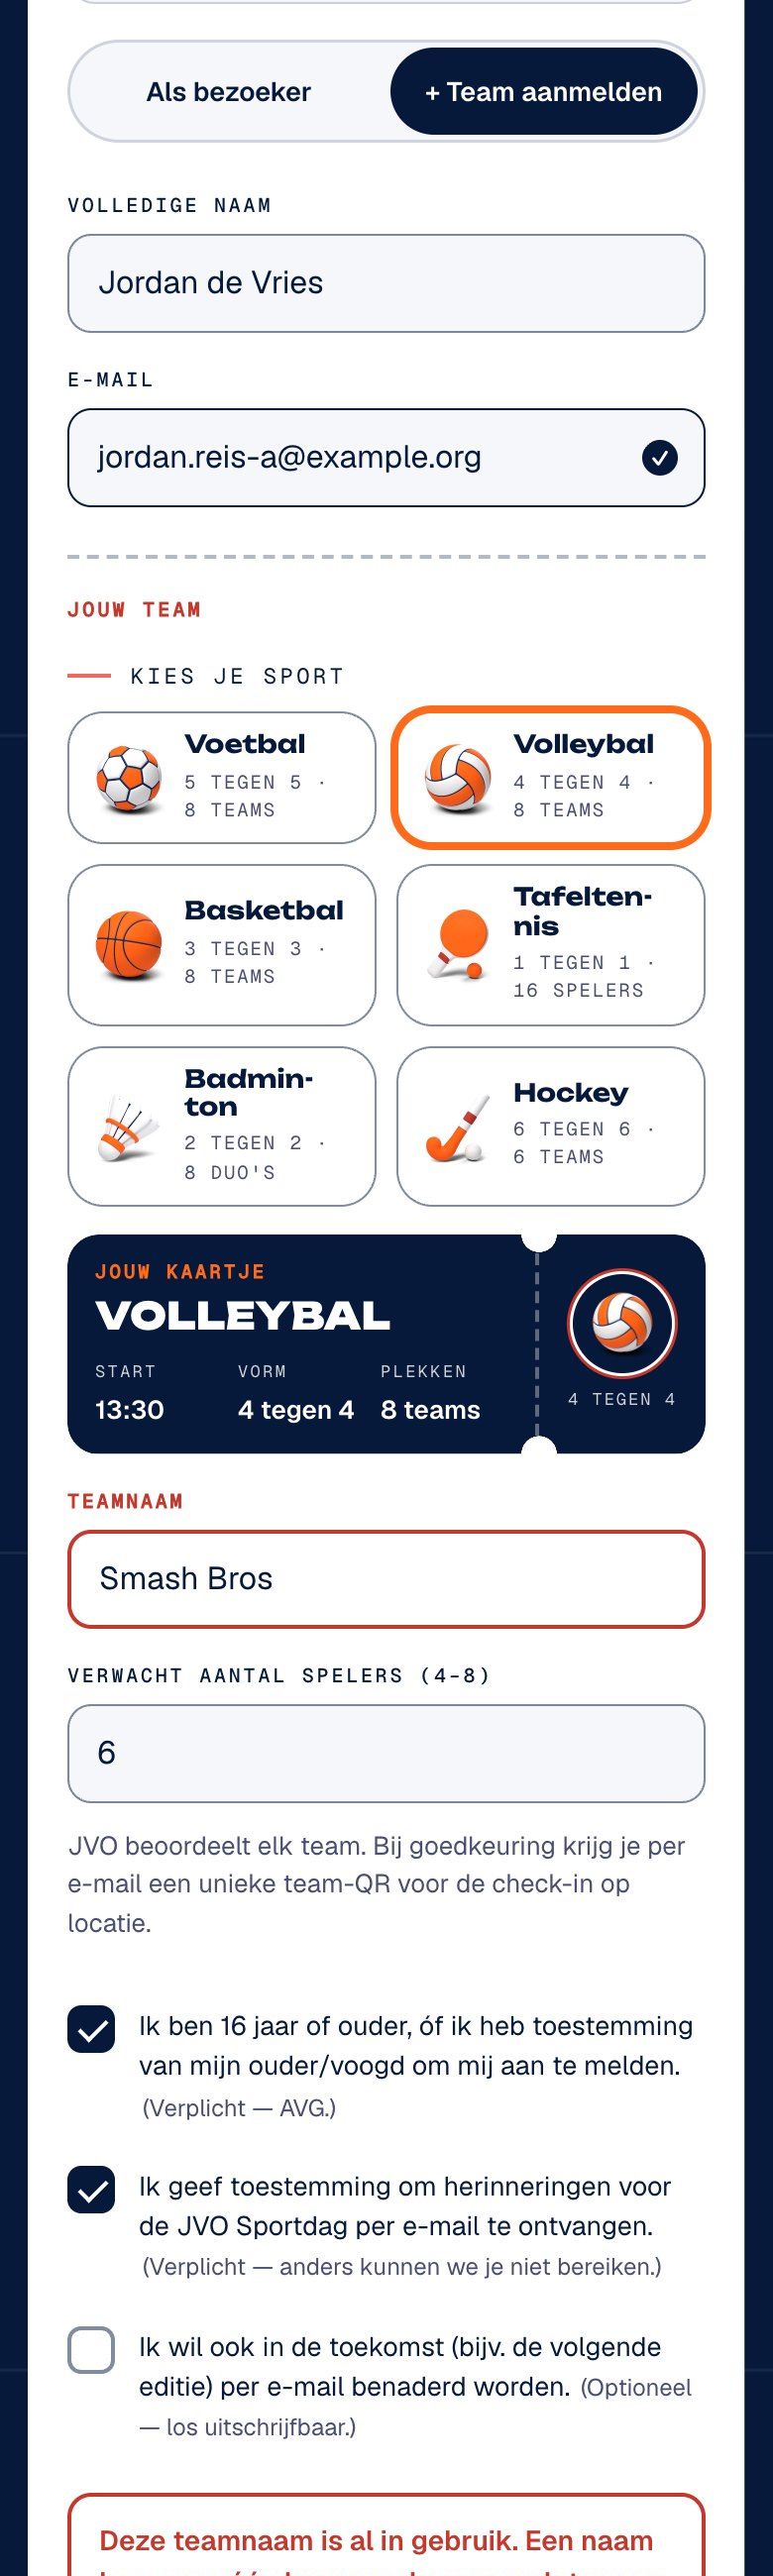 Als bezoeker
+ Team aanmelden
VOLLEDIGE NAAM
Jordan de Vries
E-MAIL
jordan.reis-a@example.org
JOUW TEAM
KIES JE SPORT
Voetbal
5 TEGEN 5 ·
8 TEAMS
Volleybal
4 TEGEN 4 ·
8 TEAMS
Basketbal
3 TEGEN 3 ·
8 TEAMS
Tafelten-
nis
1 TEGEN 1 ·
16 SPELERS
Badmin-
ton
2 TEGEN 2 ·
8 DUO'S
Hockey
6 TEGEN 6 ·
6 TEAMS
JOUW KAARTJE
VOLLEYBAL
START
VORM
PLEKKEN
13:30
4 tegen 4
8 teams
4 TEGEN 4
TEAMNAAM
Smash Bros
VERWACHT AANTAL SPELERS (4–8)
6
JVO beoordeelt elk team. Bij goedkeuring krijg je per
e-mail een unieke team-QR voor de check-in op
locatie.
Ik ben 16 jaar of ouder, óf ik heb toestemming
van mijn ouder/voogd om mij aan te melden.
(Verplicht — AVG.)
Ik geef toestemming om herinneringen voor
de JVO Sportdag per e-mail te ontvangen.
(Verplicht — anders kunnen we je niet bereiken.)
Ik wil ook in de toekomst (bijv. de volgende
editie) per e-mail benaderd worden. (Optioneel
— los uitschrijfbaar.)
Deze teamnaam is al in gebruik. Een naam